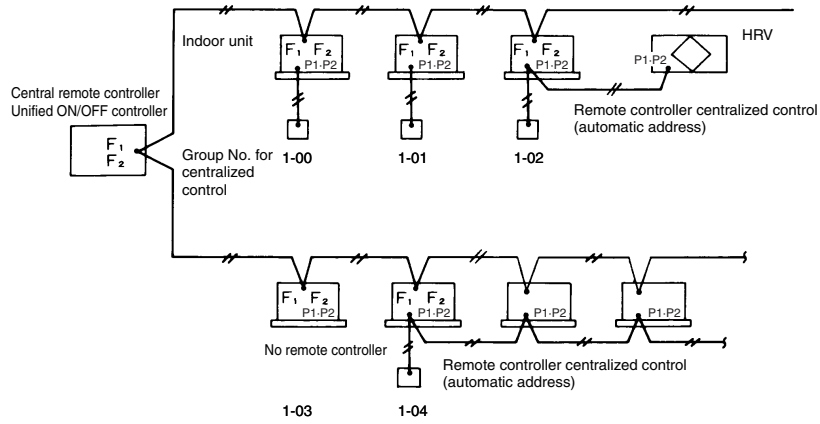 Indoor unit
F1 F2
P1·P2
F1 F2
P1·P2
F1 F2
P1·P2
P1·P2
HRV
Central remote controller
Unified ON/OFF controller
F1
F2
Group No. for
centralized
control
1-00
1-01
1-02
Remote controller centralized control
(automatic address)
F1 F2
P1·P2
F1 F2
P1·P2
P1·P2
P1·P2
No remote controller
Remote controller centralized control
(automatic address)
1-03
1-04